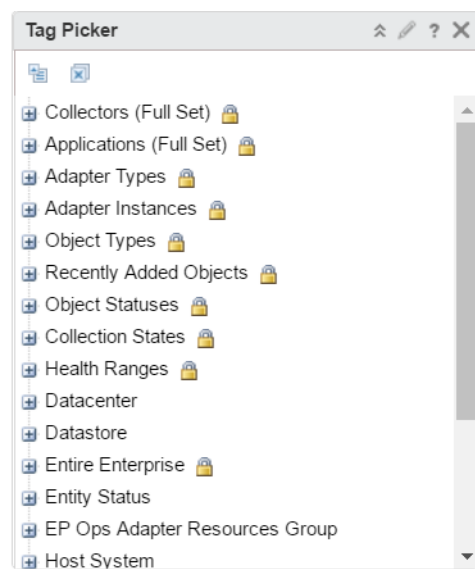 Tag Picker
?
Collectors (Full Set)
Applications (Full Set)
Adapter Types
Adapter Instances
Object Types
Recently Added Objects
Object Statuses
Collection States
Health Ranges
Datacenter
Datastore
Entire Enterprise
Entity Status
EP Ops Adapter Resources Group
Host System